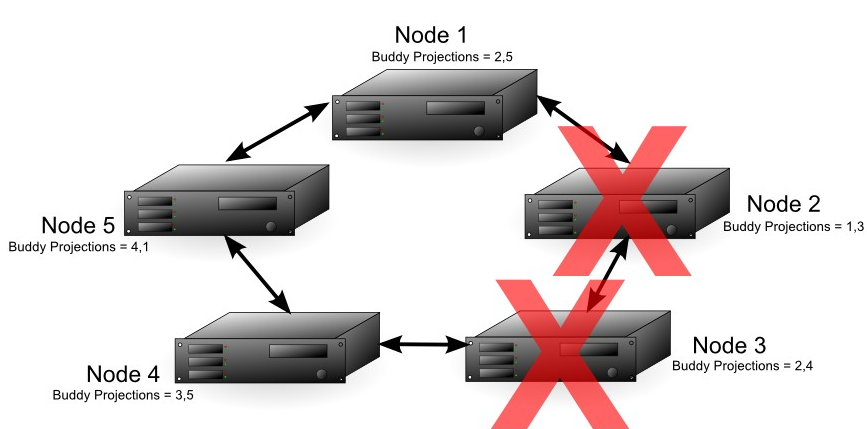 Node 1
Buddy Projections = 2,5
Node 2
Buddy Projections = 1,3
Node 5
Buddy Projections = 4,1
Node 3
Buddy Projections = 2,4
Node 4
Buddy Projections = 3,5